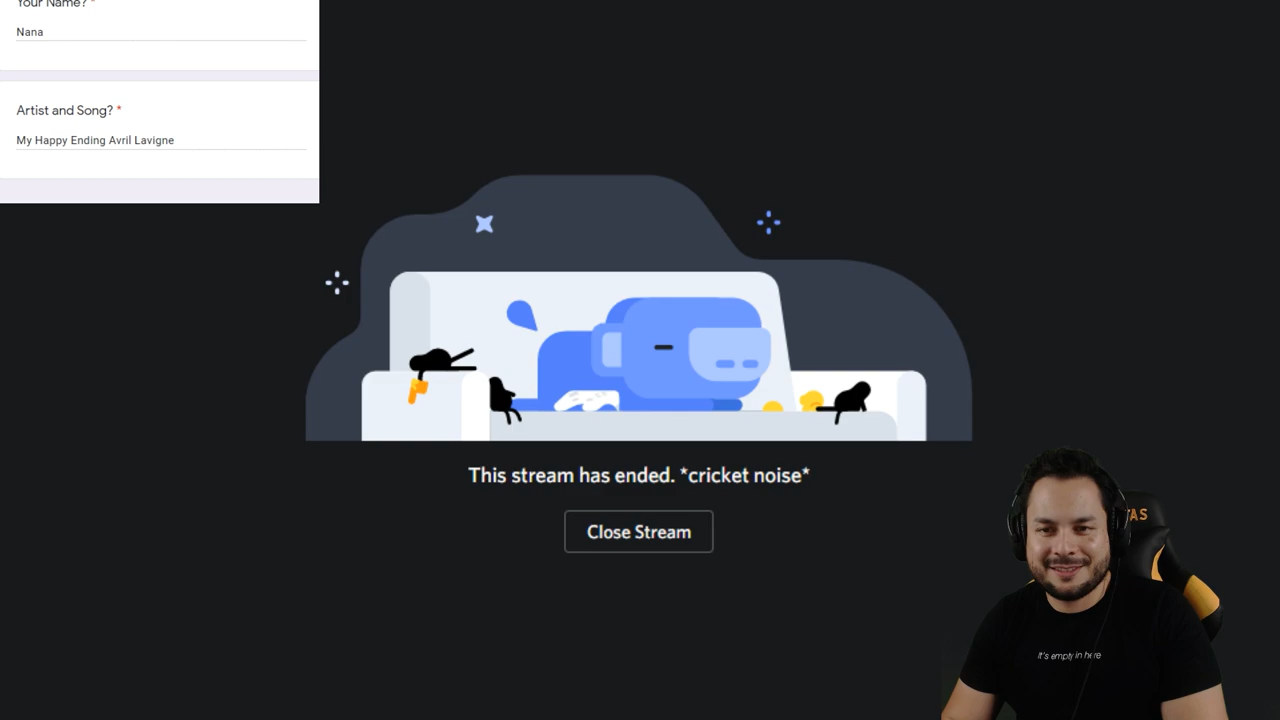 Your Name? *
Nana
Artist and Song? *
My Happy Ending Avril Lavigne
This stream has ended. *cricket noise*
Close Stream
TAS
it's empty in here